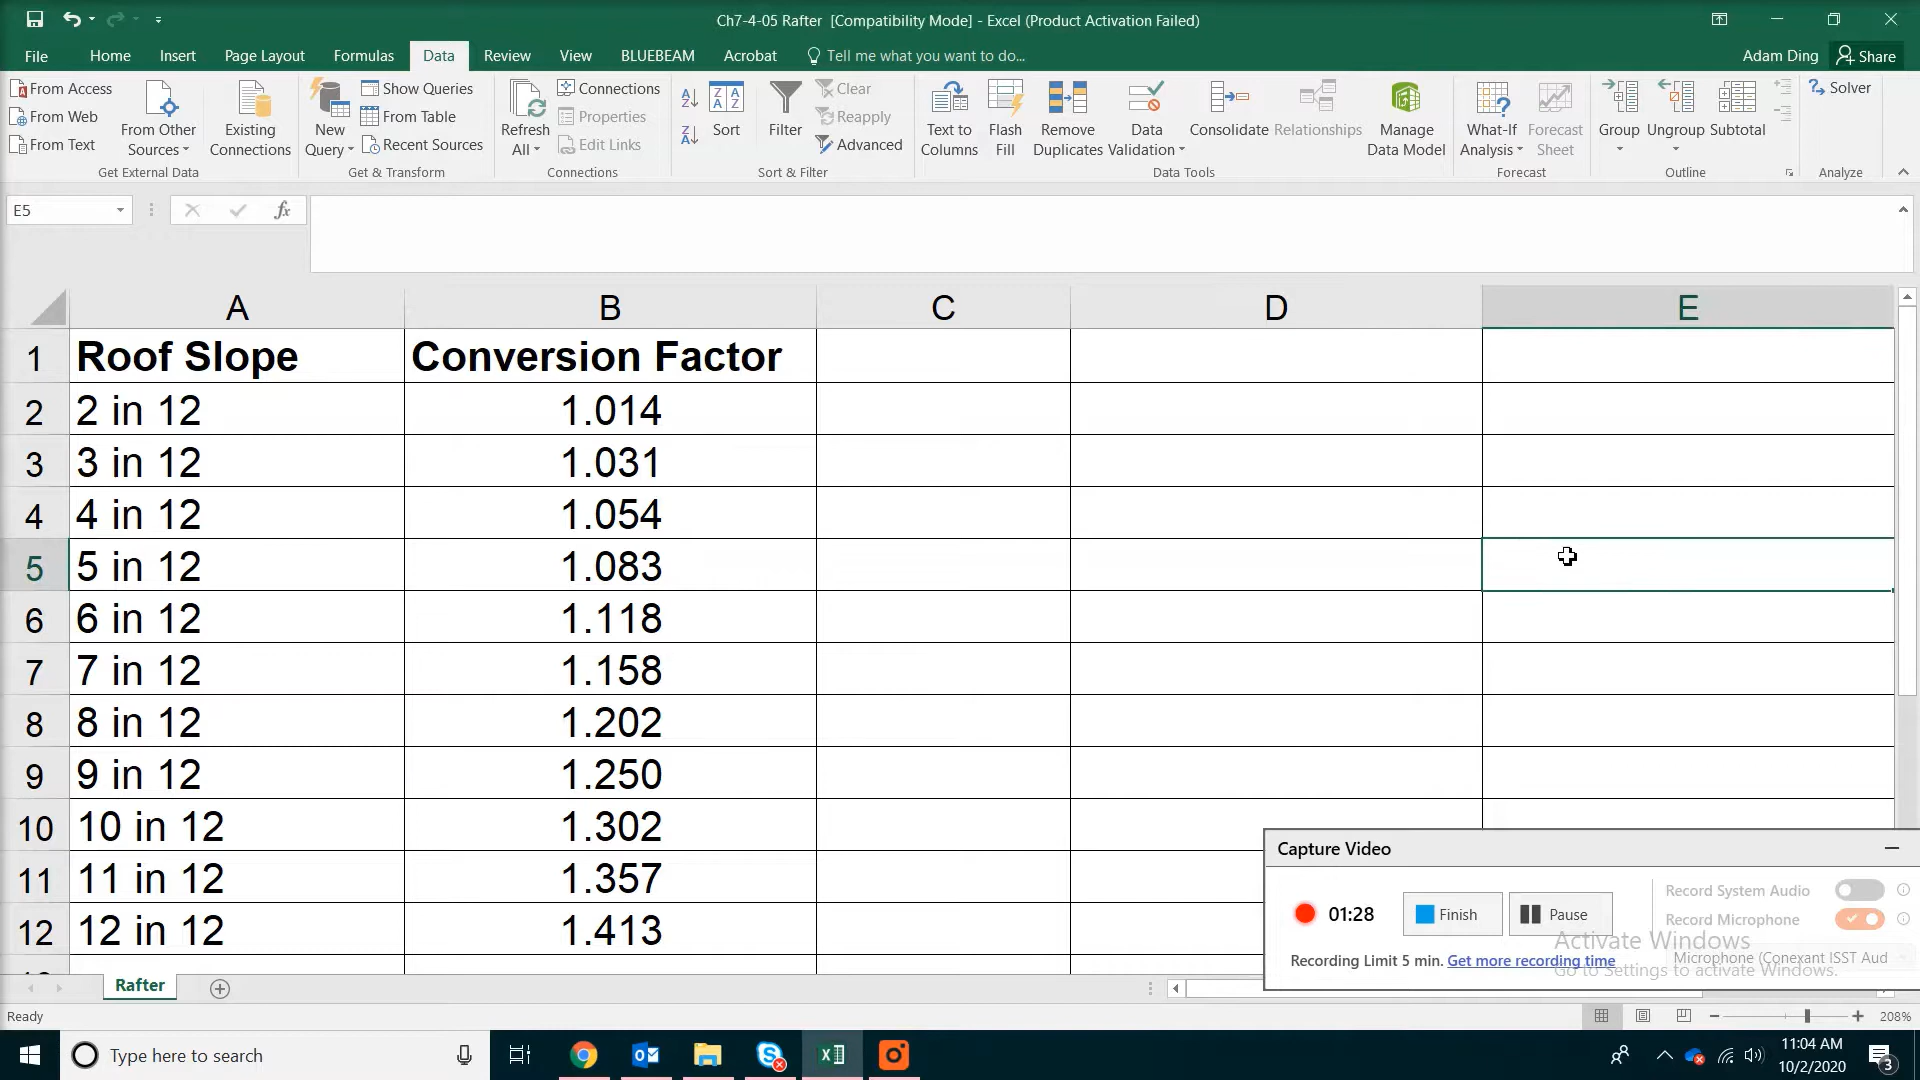 Ch7-4-05 Rafter [Compatibility Mode] - Excel (Product Activation Failed)
File Home Insert Page Layout Formulas Data Review View BLUEBEAM Acrobat Tell me what you want to do... Adam Ding Share
From Access
From Web
From Text
From Other Sources
Existing Connections
Get External Data
New Query
Show Queries
From Table
Recent Sources
Get & Transform
Refresh All
Connections
Properties
Edit Links
Connections
Sort
Filter
Clear
Reapply
Advanced
Sort & Filter
Text to Columns
Flash Fill
Remove Duplicates
Data Validation
Consolidate
Relationships
Manage Data Model
Data Tools
What-If Analysis
Forecast Sheet
Forecast
Group
Ungroup
Subtotal
Outline
Solver
Analyze
E5 fx
A B C D E
1 Roof Slope Conversion Factor
2 2 in 12 1.014
3 3 in 12 1.031
4 4 in 12 1.054
5 5 in 12 1.083
6 6 in 12 1.118
7 7 in 12 1.158
8 8 in 12 1.202
9 9 in 12 1.250
10 10 in 12 1.302
11 11 in 12 1.357
12 12 in 12 1.413
Capture Video
01:28 Finish Pause
Record System Audio
Record Microphone
Activate Windows
Microphone (Conexant ISST Aud
Recording Limit 5 min. Get more recording time
Go to Settings to activate Windows.
Rafter
Ready 208%
Type here to search
11:04 AM
10/2/2020
3